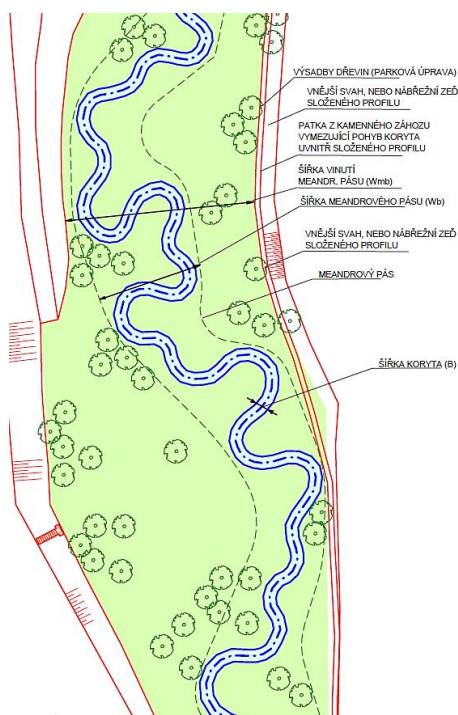 VÝSADBY DŘEVIN (PARKOVÁ ÚPRAVA)
VNĚJŠÍ SVAH, NEBO NÁBŘEŽNÍ ZEĎ
SLOŽENÉHO PROFILU
PATKA Z KAMENNÉHO ZÁHOZU
VYMEZUJÍCÍ POHYB KORYTA
UVNITŘ SLOŽENÉHO PROFILU
ŠÍŘKA VINUTÍ
MEANDR. PÁSU (Wmb)
ŠÍŘKA MEANDROVÉHO PÁSU (Wb)
VNĚJŠÍ SVAH, NEBO NÁBŘEŽNÍ ZEĎ
SLOŽENÉHO PROFILU
MEANDROVÝ PÁS
ŠÍŘKA KORYTA (B)